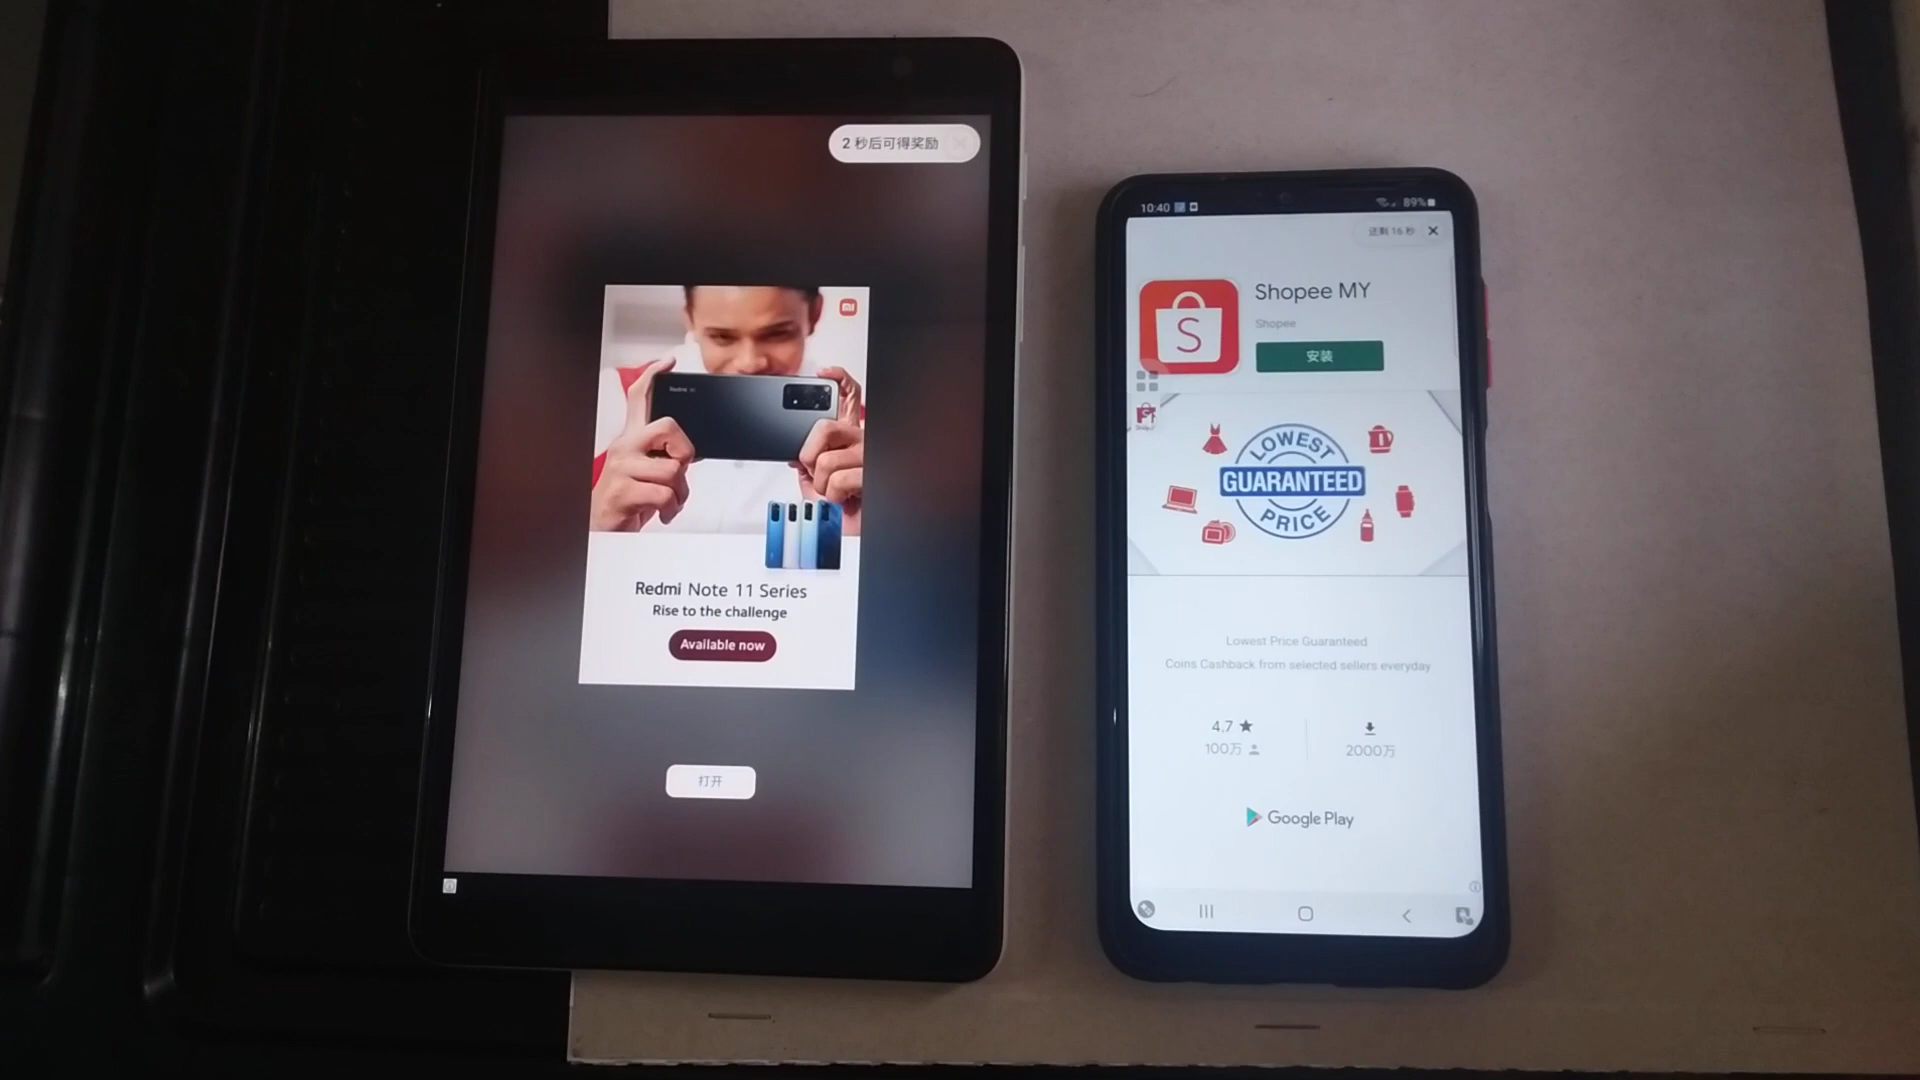 2 秒后可得奖励
Redmi Note 11 Series
Rise to the challenge
Available now
打开
10:40
89%
还剩 16 秒
Shopee MY
Shopee
安装
LOWEST
GUARANTEED
PRICE
Lowest Price Guaranteed
Coins Cashback from selected sellers everyday
4.7
100万
2000万
Google Play